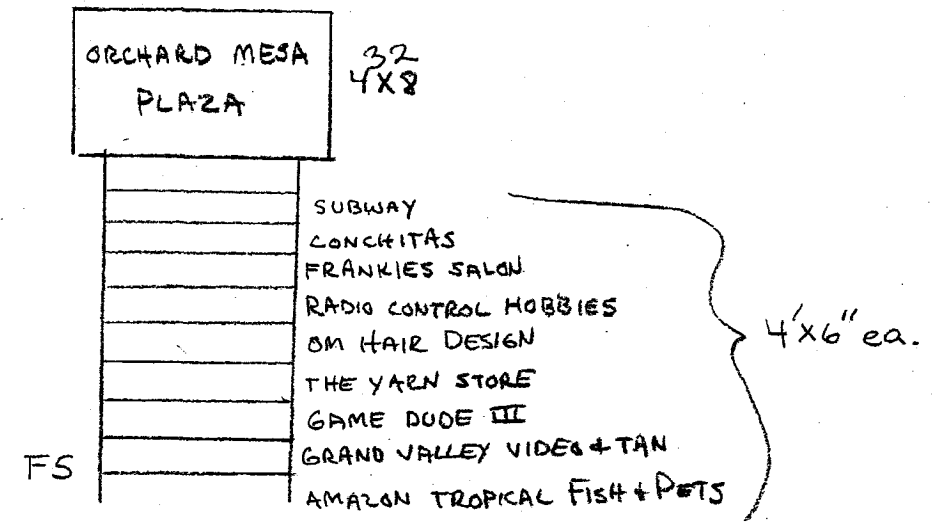 ORCHARD MESA
PLAZA
32
4X8
SUBWAY
CONCHITAS
FRANKIES SALON
RADIO CONTROL HOBBIES
OM HAIR DESIGN
THE YARN STORE
GAME DUDE III
GRAND VALLEY VIDEO & TAN
AMAZON TROPICAL FISH & PETS
4'X6" ea.
FS